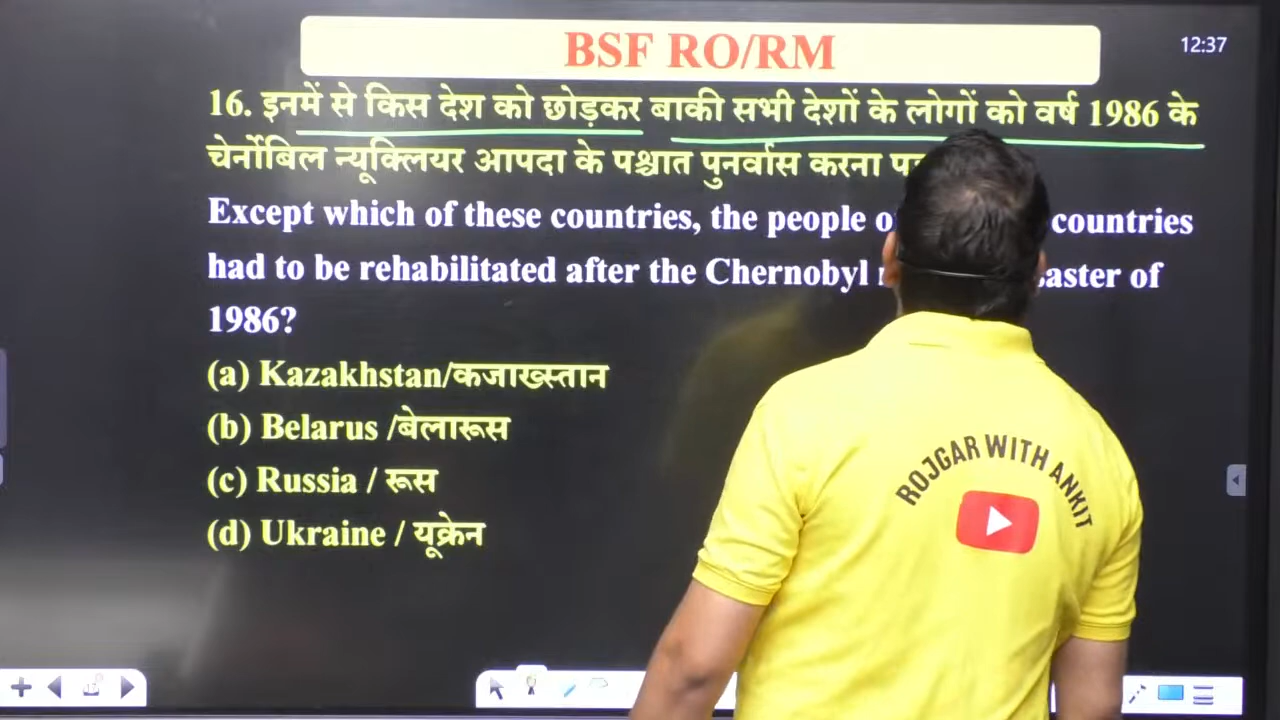 BSF RO/RM
12:37
16. इनमें से किस देश को छोड़कर बाकी सभी देशों के लोगों को वर्ष 1986 के
चेर्नोबिल न्यूक्लियर आपदा के पश्चात पुनर्वास करना
Except which of these countries, the people countries
had to be rehabilitated after the Chernobyl of
1986?
(a) Kazakhstan/कजाख्स्तान
(b) Belarus /बेलारूस
(c) Russia / रूस
(d) Ukraine / यूक्रेन
ROJGAR WITH ANKIT